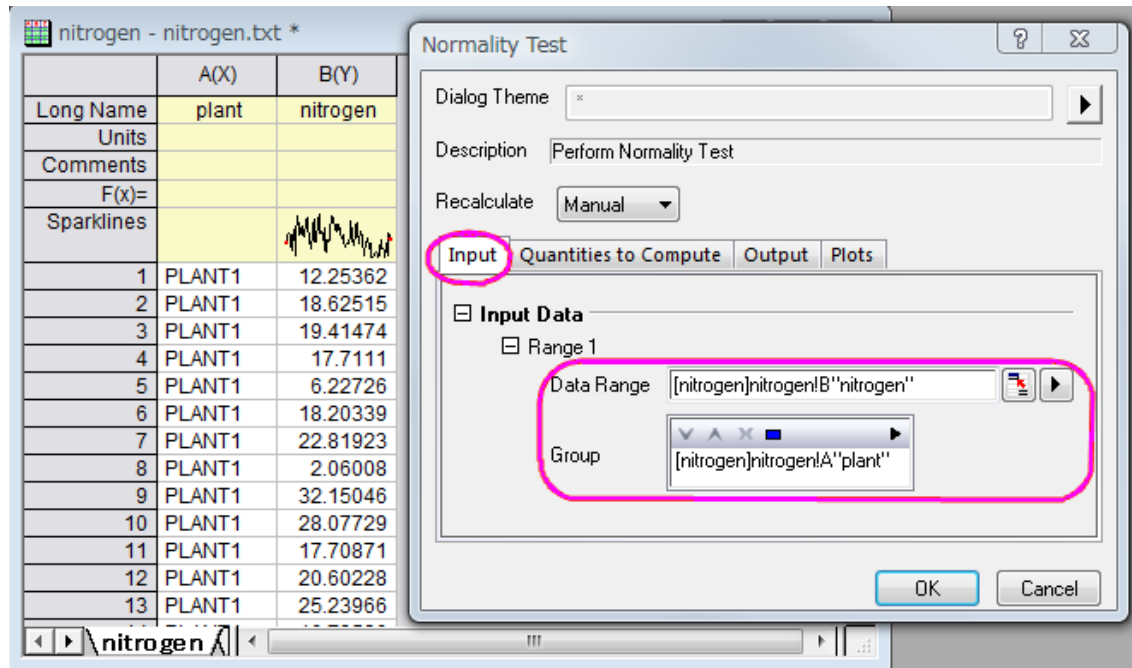 nitrogen - nitrogen.txt *
A(X) B(Y)
Long Name plant nitrogen
Units
Comments
F(x)=
Sparklines
1 PLANT1 12.25362
2 PLANT1 18.62515
3 PLANT1 19.41474
4 PLANT1 17.7111
5 PLANT1 6.22726
6 PLANT1 18.20339
7 PLANT1 22.81923
8 PLANT1 2.06008
9 PLANT1 32.15046
10 PLANT1 28.07729
11 PLANT1 17.70871
12 PLANT1 20.60228
13 PLANT1 25.23966
nitrogen
Normality Test
Dialog Theme *
Description Perform Normality Test
Recalculate Manual
Input Quantities to Compute Output Plots
Input Data
Range 1
Data Range [nitrogen]nitrogen!B"nitrogen"
Group [nitrogen]nitrogen!A"plant"
OK Cancel